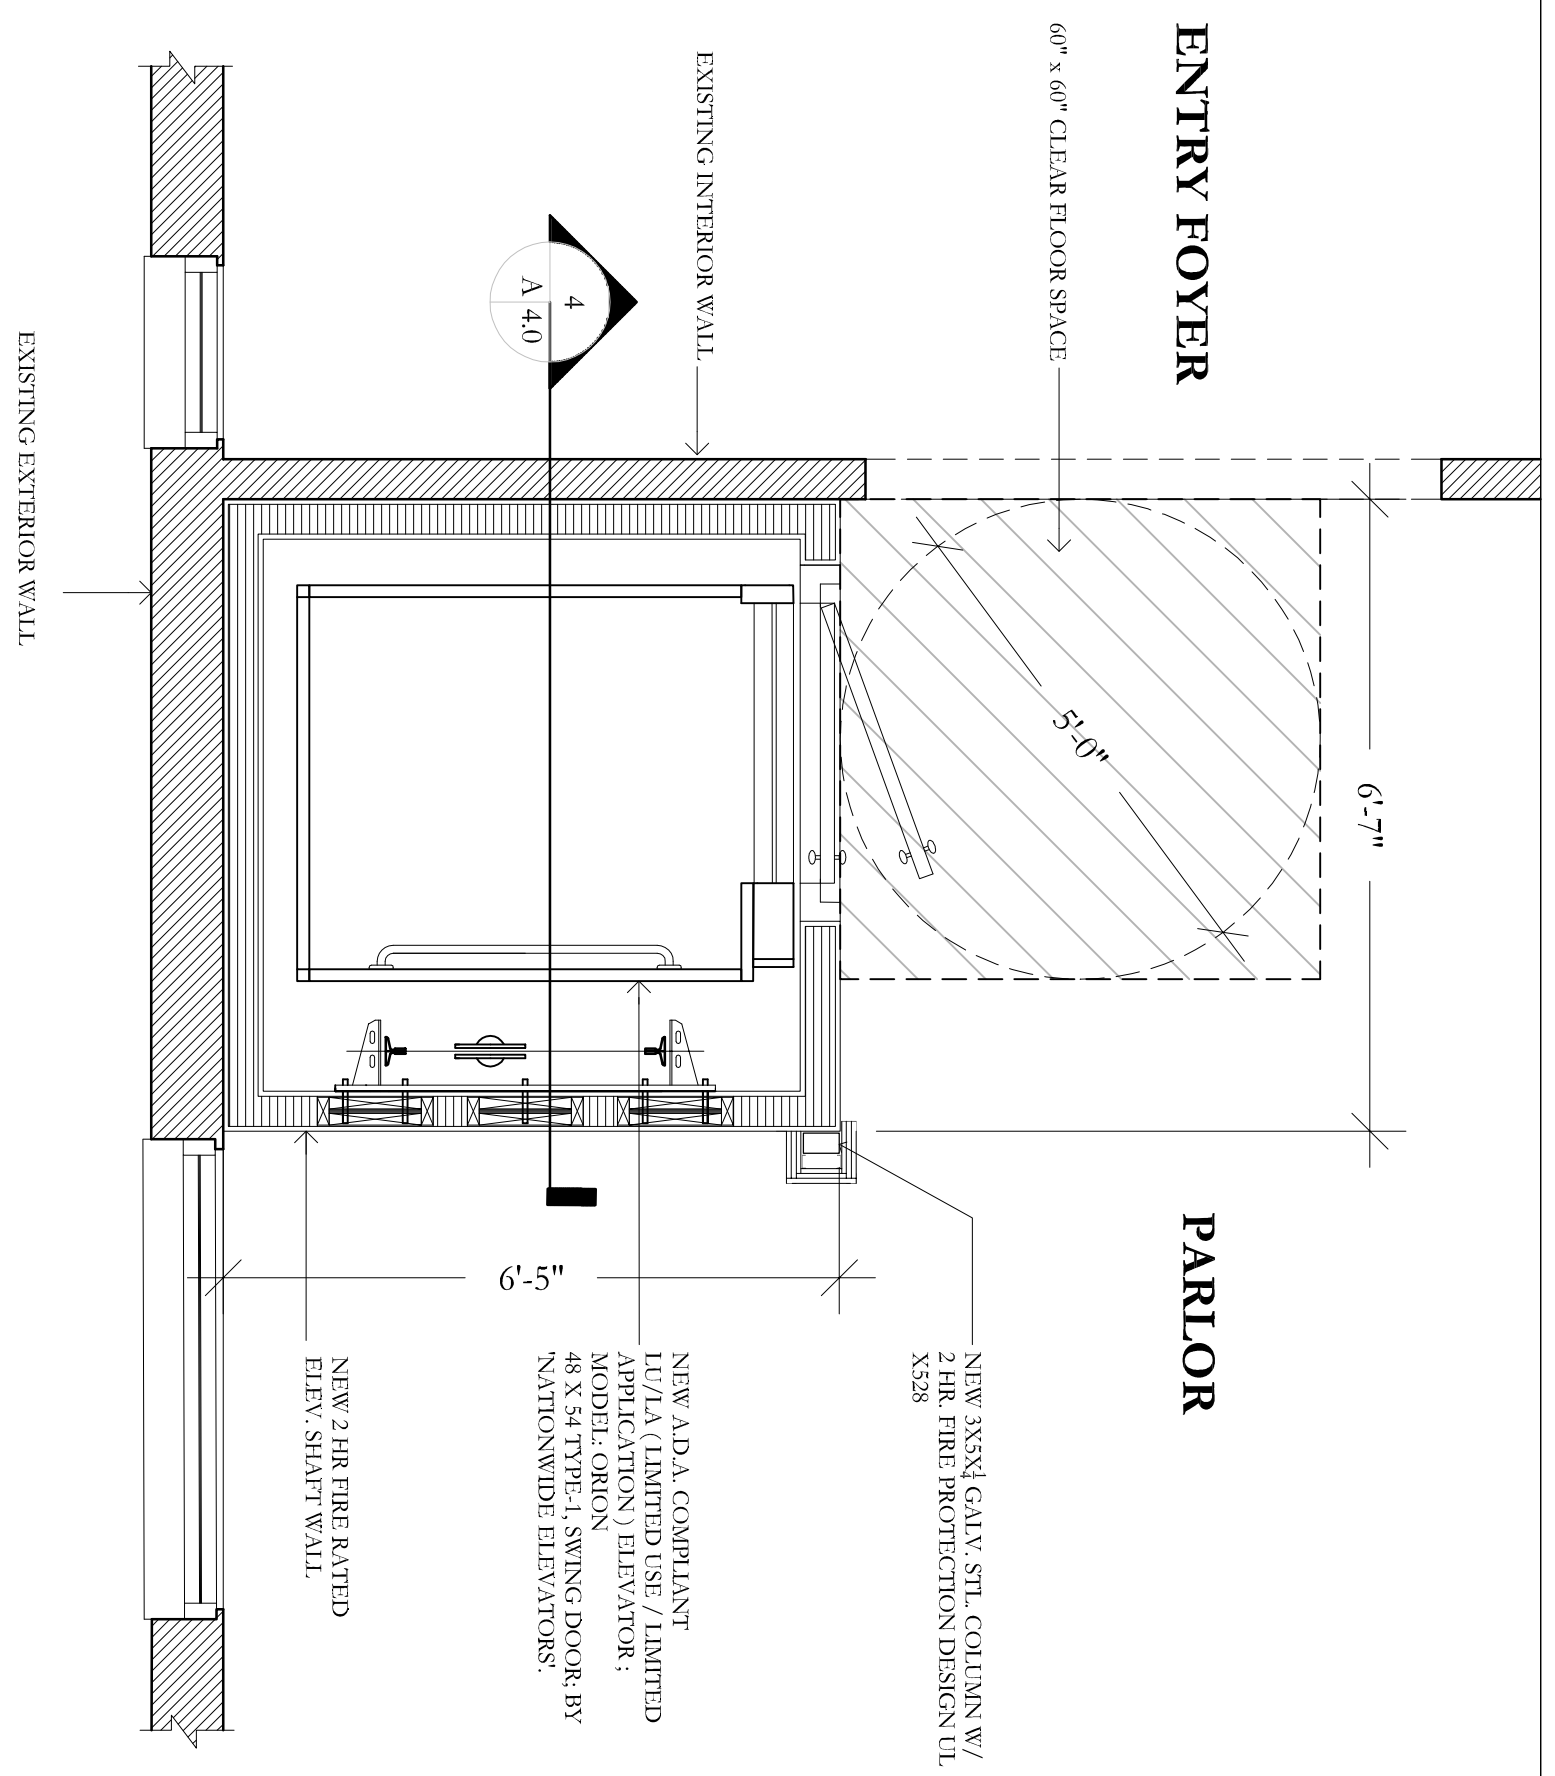 ENTRY FOYER
60" x 60" CLEAR FLOOR SPACE
EXISTING INTERIOR WALL
4
A 4.0
EXISTING EXTERIOR WALL
5'-0"
6'-7"
6'-5"
PARLOR
NEW 3X5X¼ GALV. STL. COLUMN W/
2 HR. FIRE PROTECTION DESIGN UL
X528
NEW A.D.A. COMPLIANT
LU/LA ( LIMITED USE / LIMITED
APPLICATION ) ELEVATOR ;
MODEL: ORION
48 X 54 TYPE-1, SWING DOOR; BY
'NATIONWIDE ELEVATORS'.
NEW 2 HR FIRE RATED
ELEV. SHAFT WALL